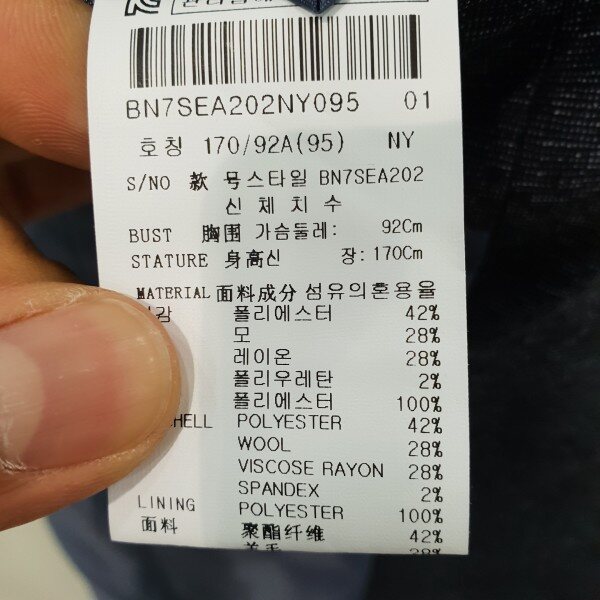 BN7SEA202NY095 01
호칭 170/92A(95) NY
S/NO 款 号스타일 BN7SEA202
신 체 치 수
BUST 胸围 가슴둘레: 92Cm
STATURE 身高신 장: 170Cm
MATERIAL 面料成分 섬유의혼용율
폴리에스터 42%
모 28%
레이온 28%
폴리우레탄 2%
폴리에스터 100%
SHELL POLYESTER 42%
WOOL 28%
VISCOSE RAYON 28%
SPANDEX 2%
LINING POLYESTER 100%
面料 聚酯纤维 42%
羊毛 28%